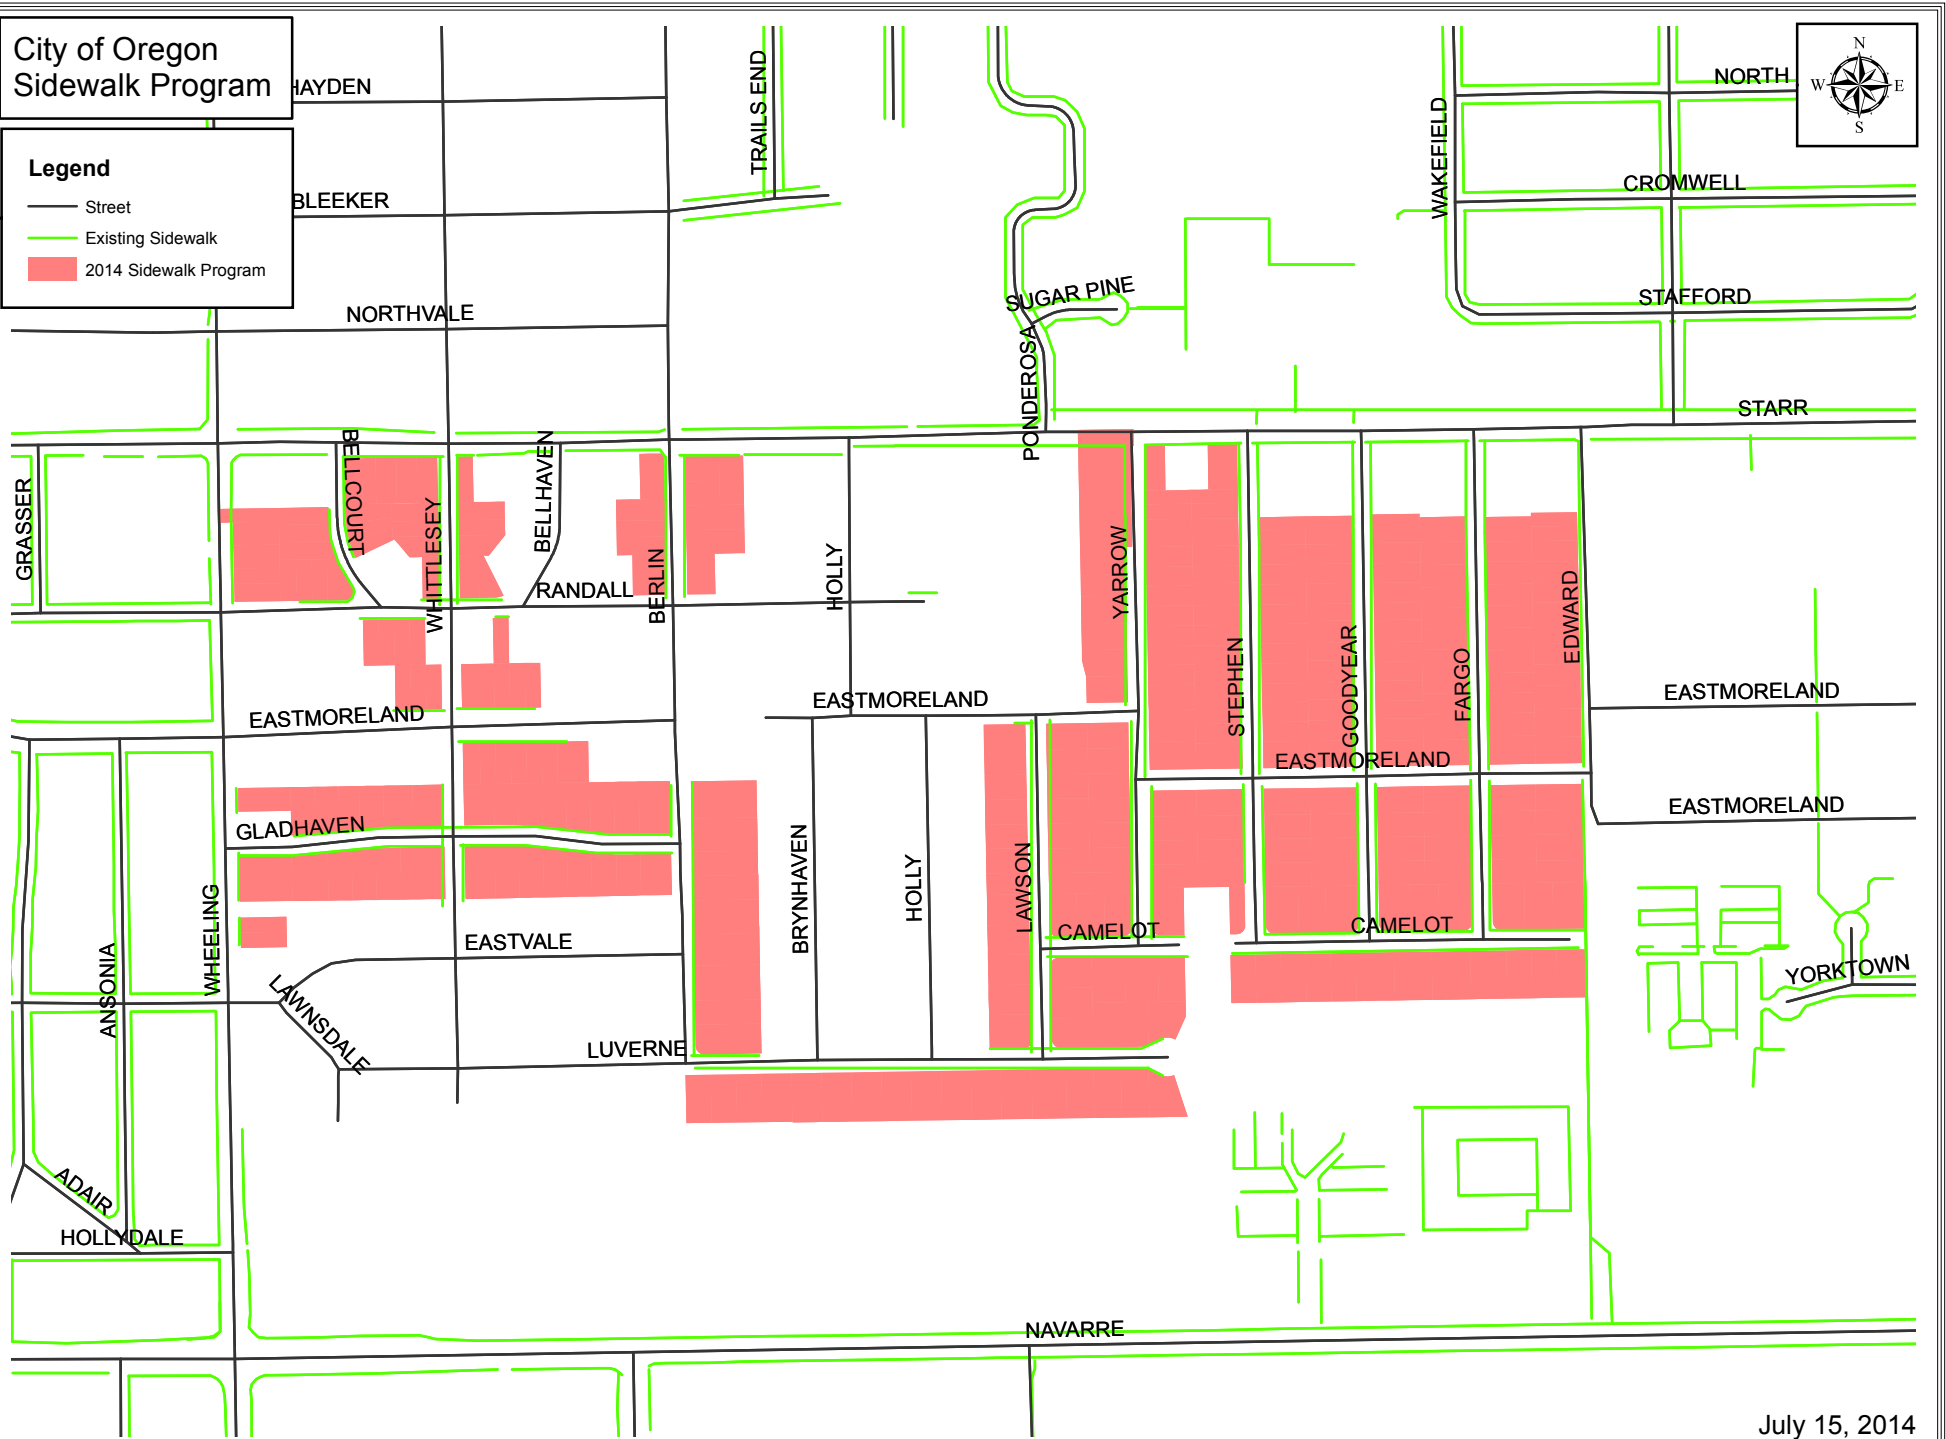 City of Oregon
Sidewalk Program
Legend
Street
Existing Sidewalk
2014 Sidewalk Program
N
W E
S
HAYDEN
TRAILS END
NORTH
WAKEFIELD
BLEEKER
CROMWELL
SUGAR PINE
STAFFORD
NORTHVALE
PONDEROSA
STARR
GRASSER
BELLCOURT
WHITTLESEY
BELLHAVEN
RANDALL
BERLIN
HOLLY
YARROW
STEPHEN
GOODYEAR
FARGO
EDWARD
EASTMORELAND
EASTMORELAND
EASTMORELAND
EASTMORELAND
EASTMORELAND
GLADHAVEN
WHEELING
BRYNHAVEN
HOLLY
LAWSON
CAMELOT
CAMELOT
EASTVALE
ANSONIA
LAWNSDALE
LUVERNE
YORKTOWN
ADAIR
HOLLYDALE
NAVARRE
July 15, 2014